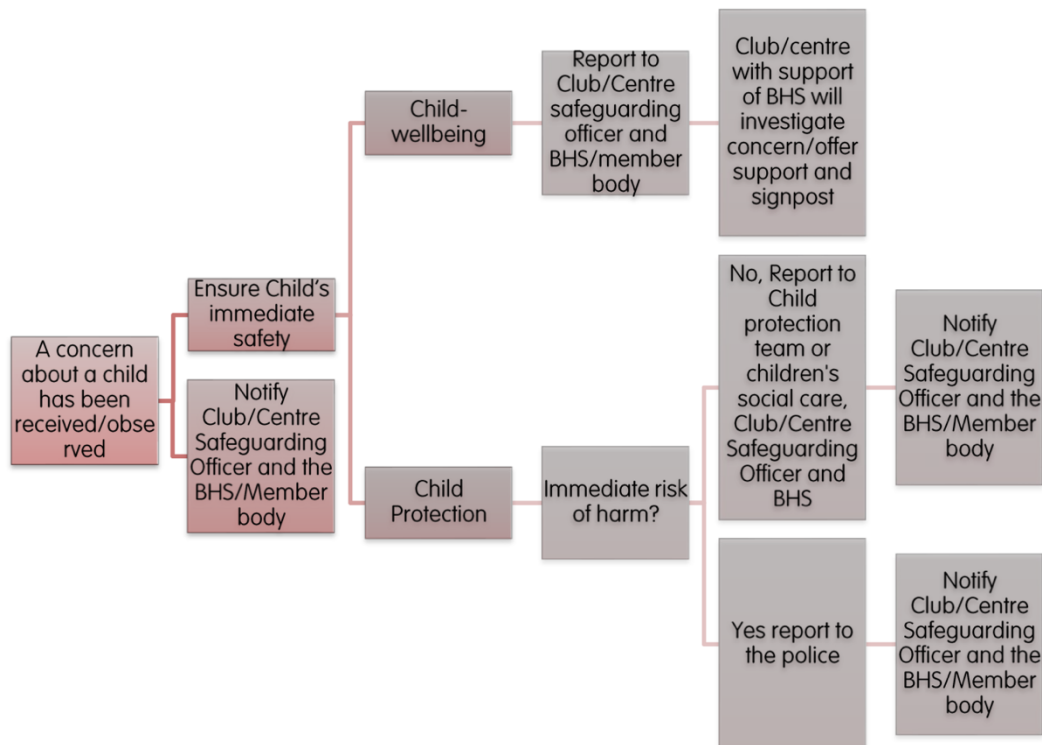 A concern
about a child
has been
received/obse
rved
Ensure Child's
immediate
safety
Notify
Club/Centre
Safeguarding
Officer and the
BHS/Member
body
Child-
wellbeing
Report to
Club/Centre
safeguarding
officer and
BHS/member
body
Club/centre
with support
of BHS will
investigate
concern/offer
support and
signpost
Child
Protection
Immediate risk
of harm?
No, Report to
Child
protection
team or
children's
social care,
Club/Centre
Safeguarding
Officer and
BHS
Notify
Club/Centre
Safeguarding
Officer and the
BHS/Member
body
Yes report to
the police
Notify
Club/Centre
Safeguarding
Officer and the
BHS/Member
body